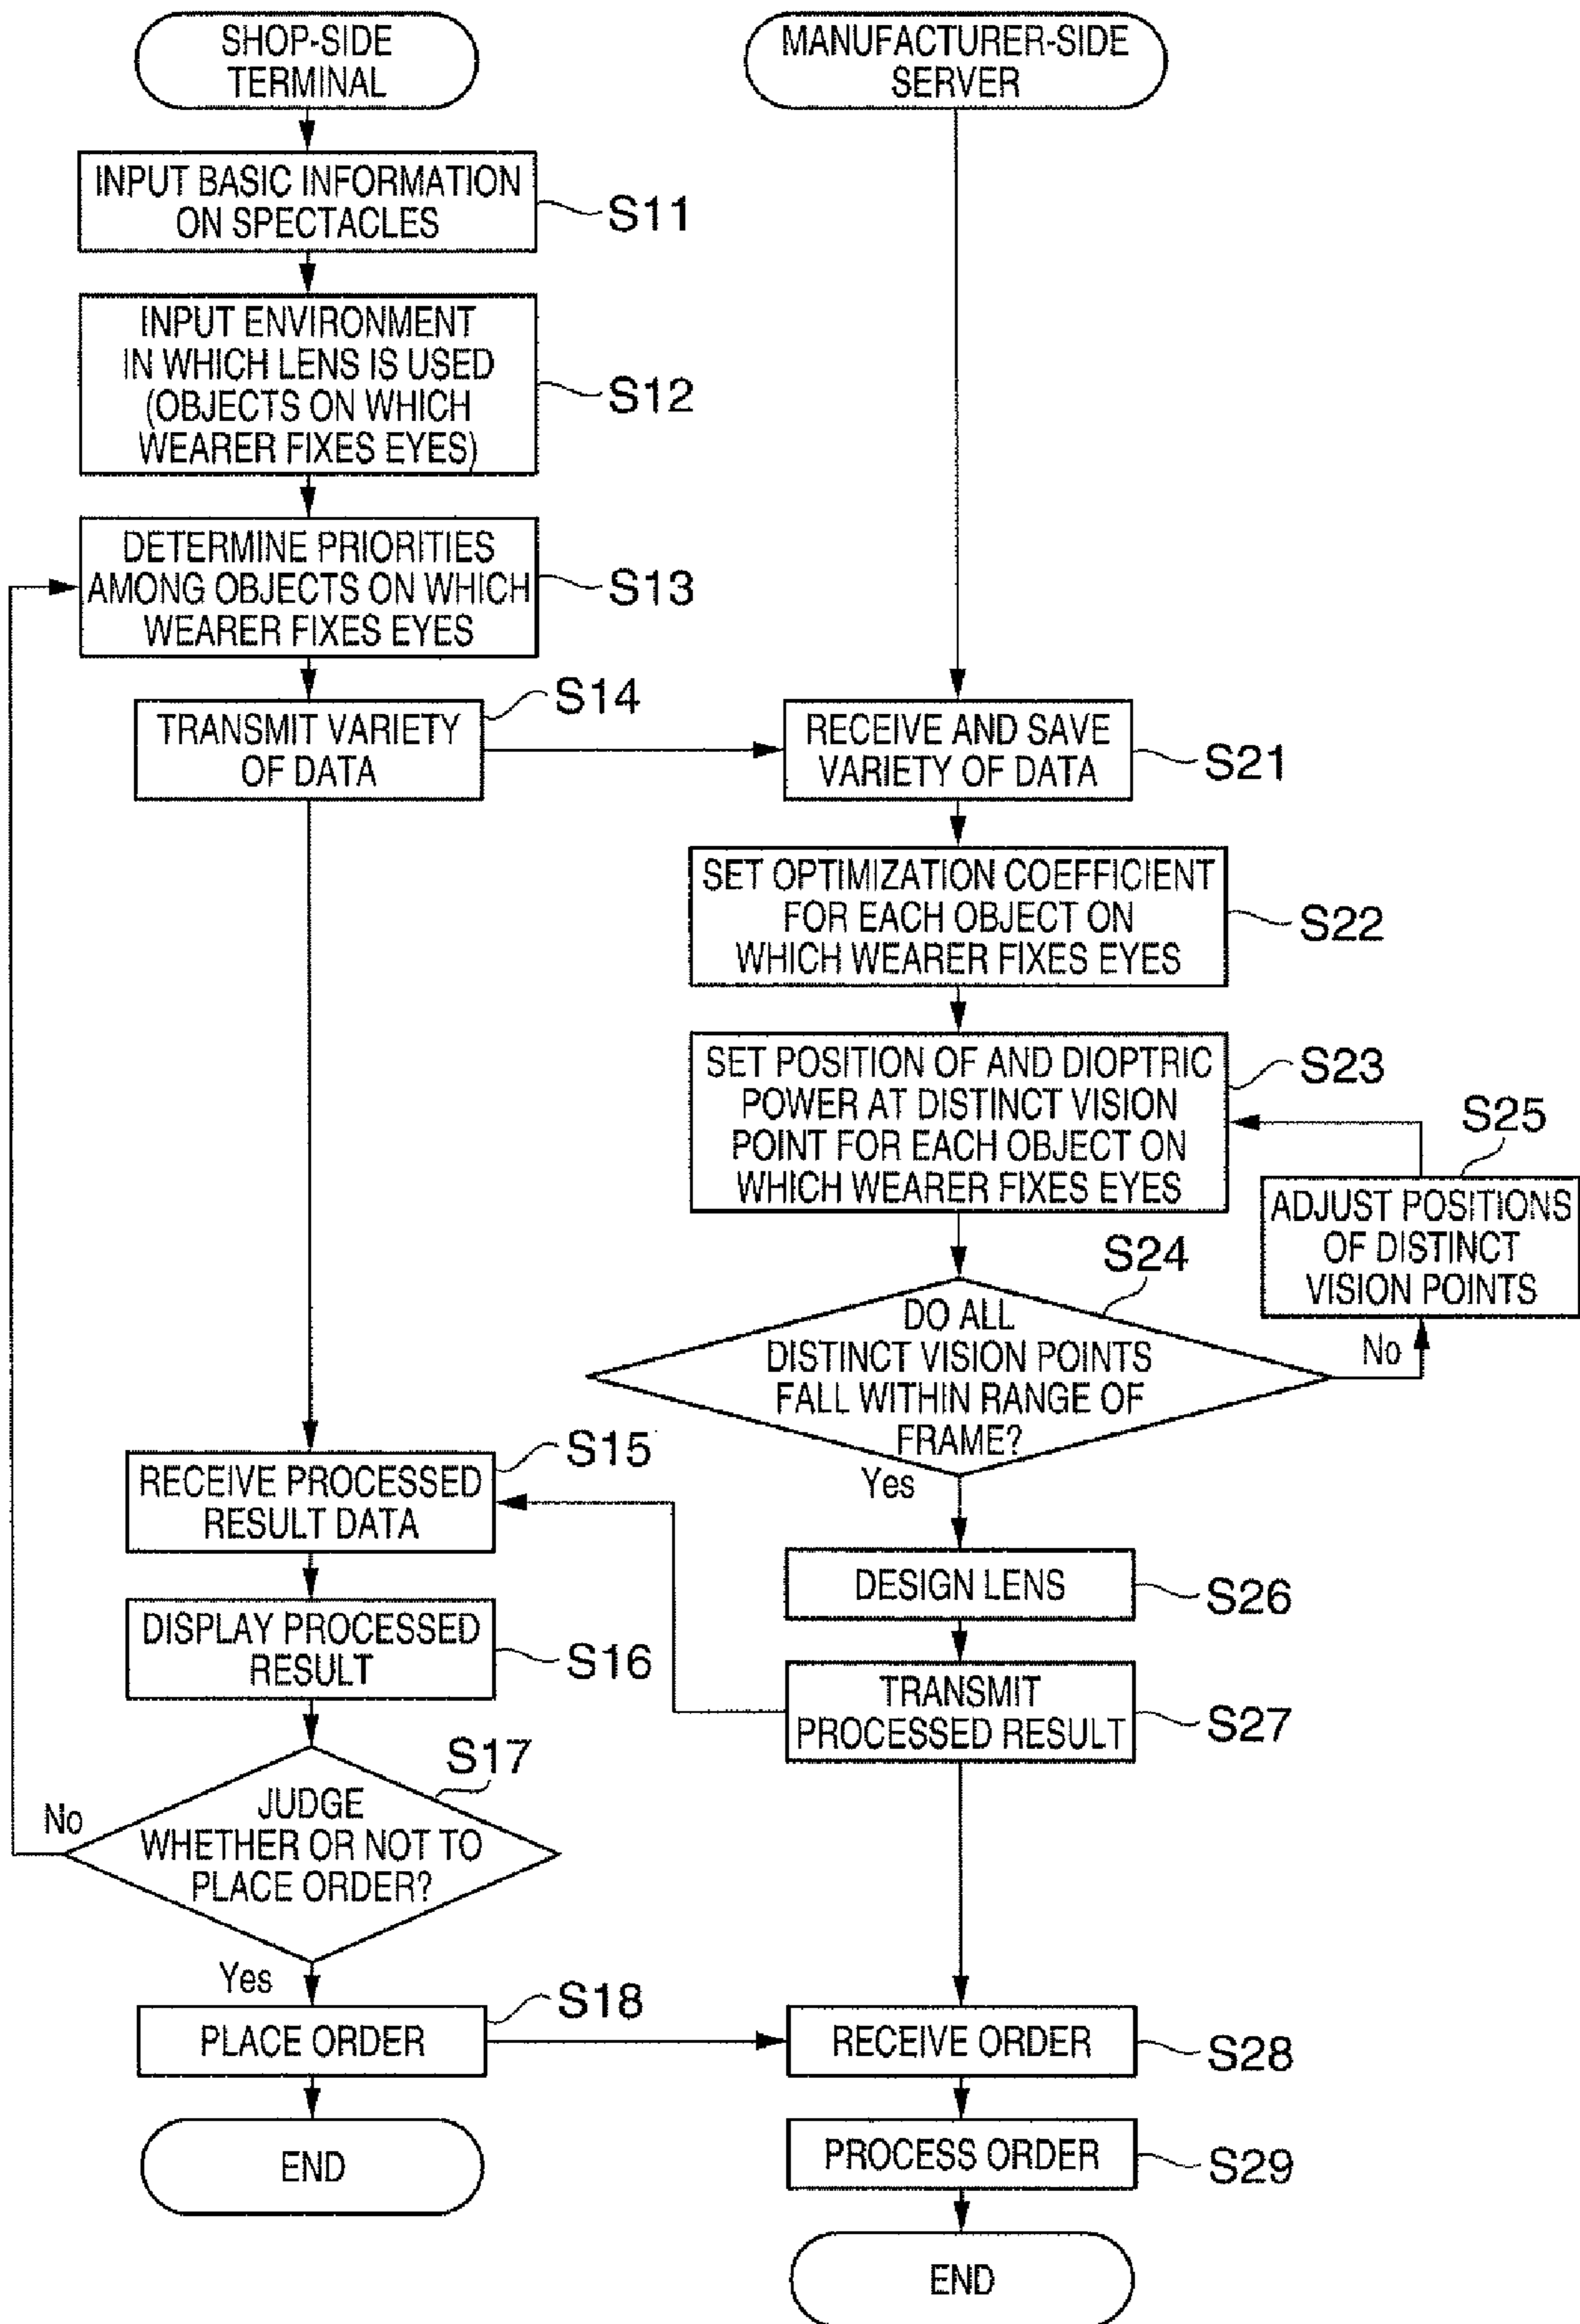 SHOP-SIDE
TERMINAL
INPUT BASIC INFORMATION
ON SPECTACLES
S11
INPUT ENVIRONMENT
IN WHICH LENS IS USED
(OBJECTS ON WHICH
WEARER FIXES EYES)
S12
DETERMINE PRIORITIES
AMONG OBJECTS ON WHICH
WEARER FIXES EYES
S13
TRANSMIT VARIETY
OF DATA
S14
RECEIVE PROCESSED
RESULT DATA
S15
DISPLAY PROCESSED
RESULT
S16
JUDGE
WHETHER OR NOT TO
PLACE ORDER?
S17
No
Yes
PLACE ORDER
S18
END
MANUFACTURER-SIDE
SERVER
RECEIVE AND SAVE
VARIETY OF DATA
S21
SET OPTIMIZATION COEFFICIENT
FOR EACH OBJECT ON
WHICH WEARER FIXES EYES
S22
SET POSITION OF AND DIOPTRIC
POWER AT DISTINCT VISION
POINT FOR EACH OBJECT ON
WHICH WEARER FIXES EYES
S23
DO ALL
DISTINCT VISION POINTS
FALL WITHIN RANGE OF
FRAME?
S24
No
ADJUST POSITIONS
OF DISTINCT
VISION POINTS
S25
Yes
DESIGN LENS
S26
TRANSMIT
PROCESSED RESULT
S27
RECEIVE ORDER
S28
PROCESS ORDER
S29
END